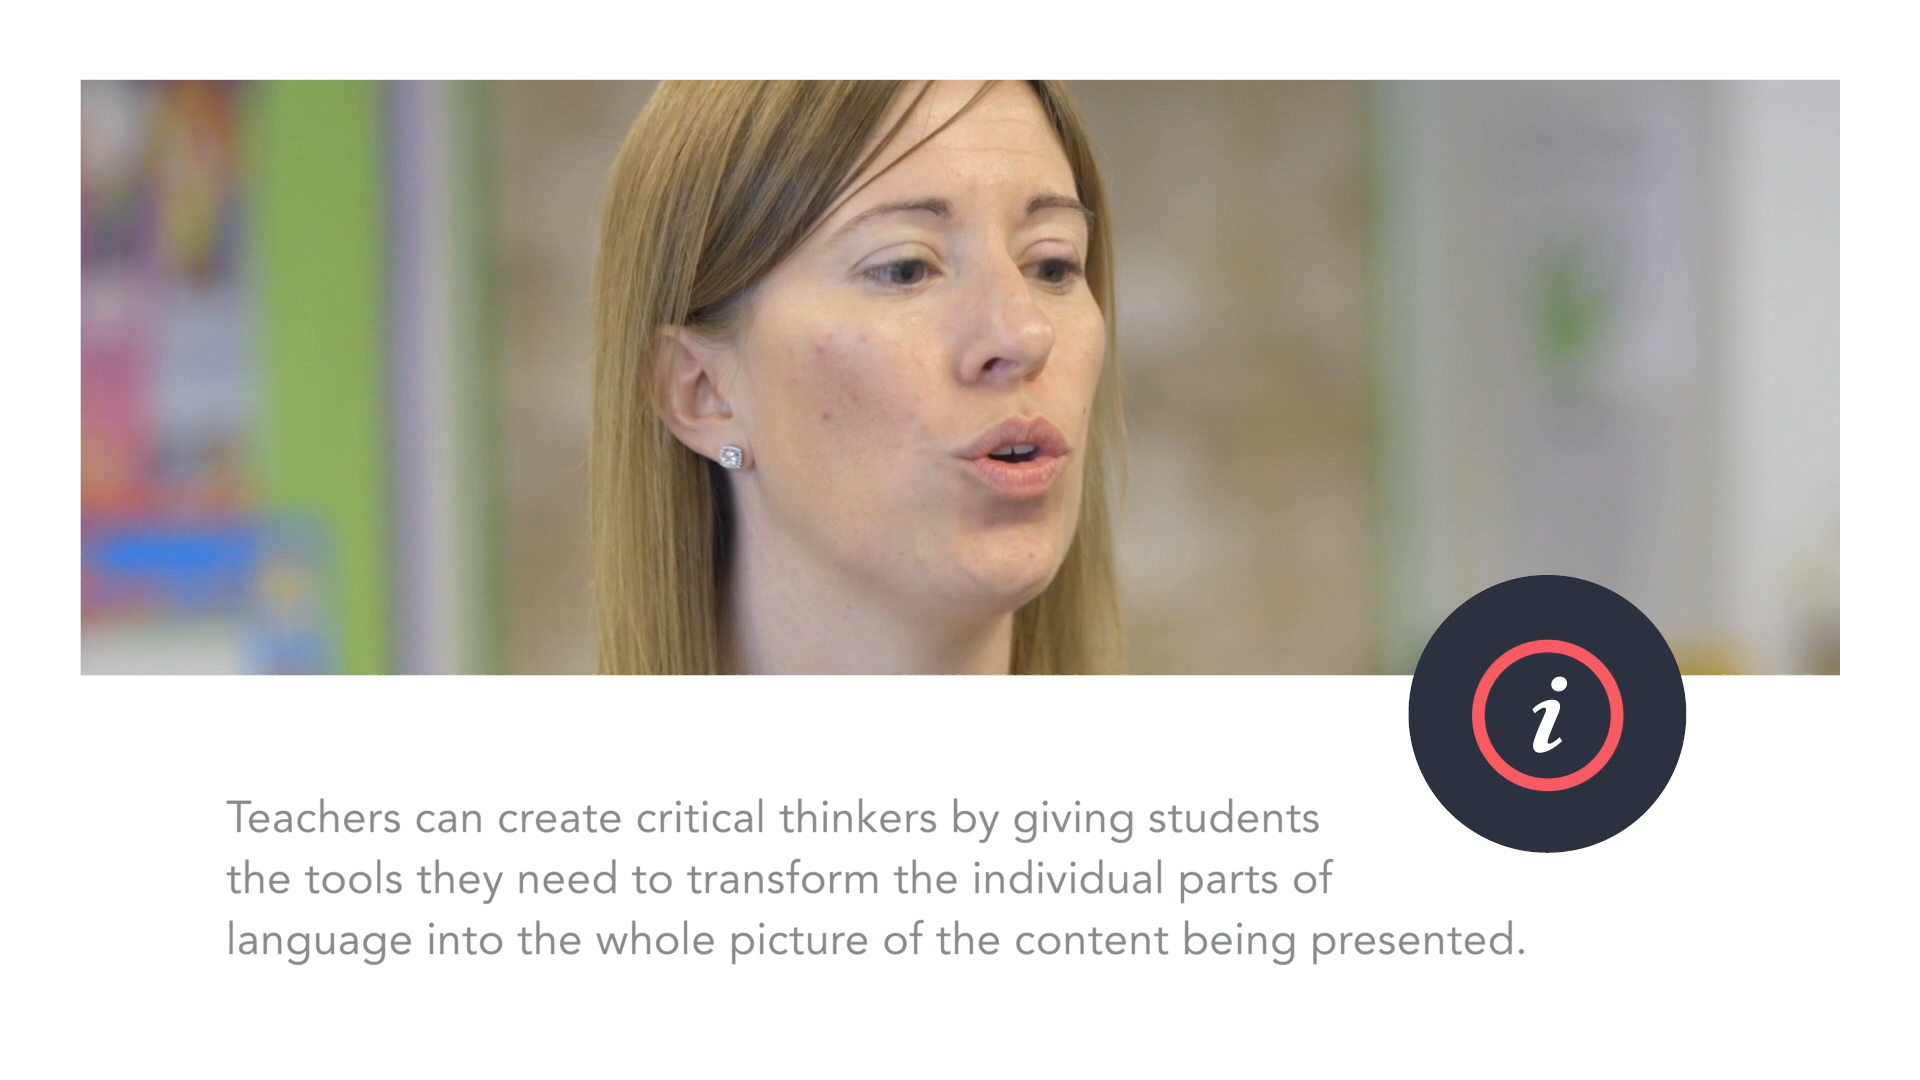 i
Teachers can create critical thinkers by giving students
the tools they need to transform the individual parts of
language into the whole picture of the content being presented.